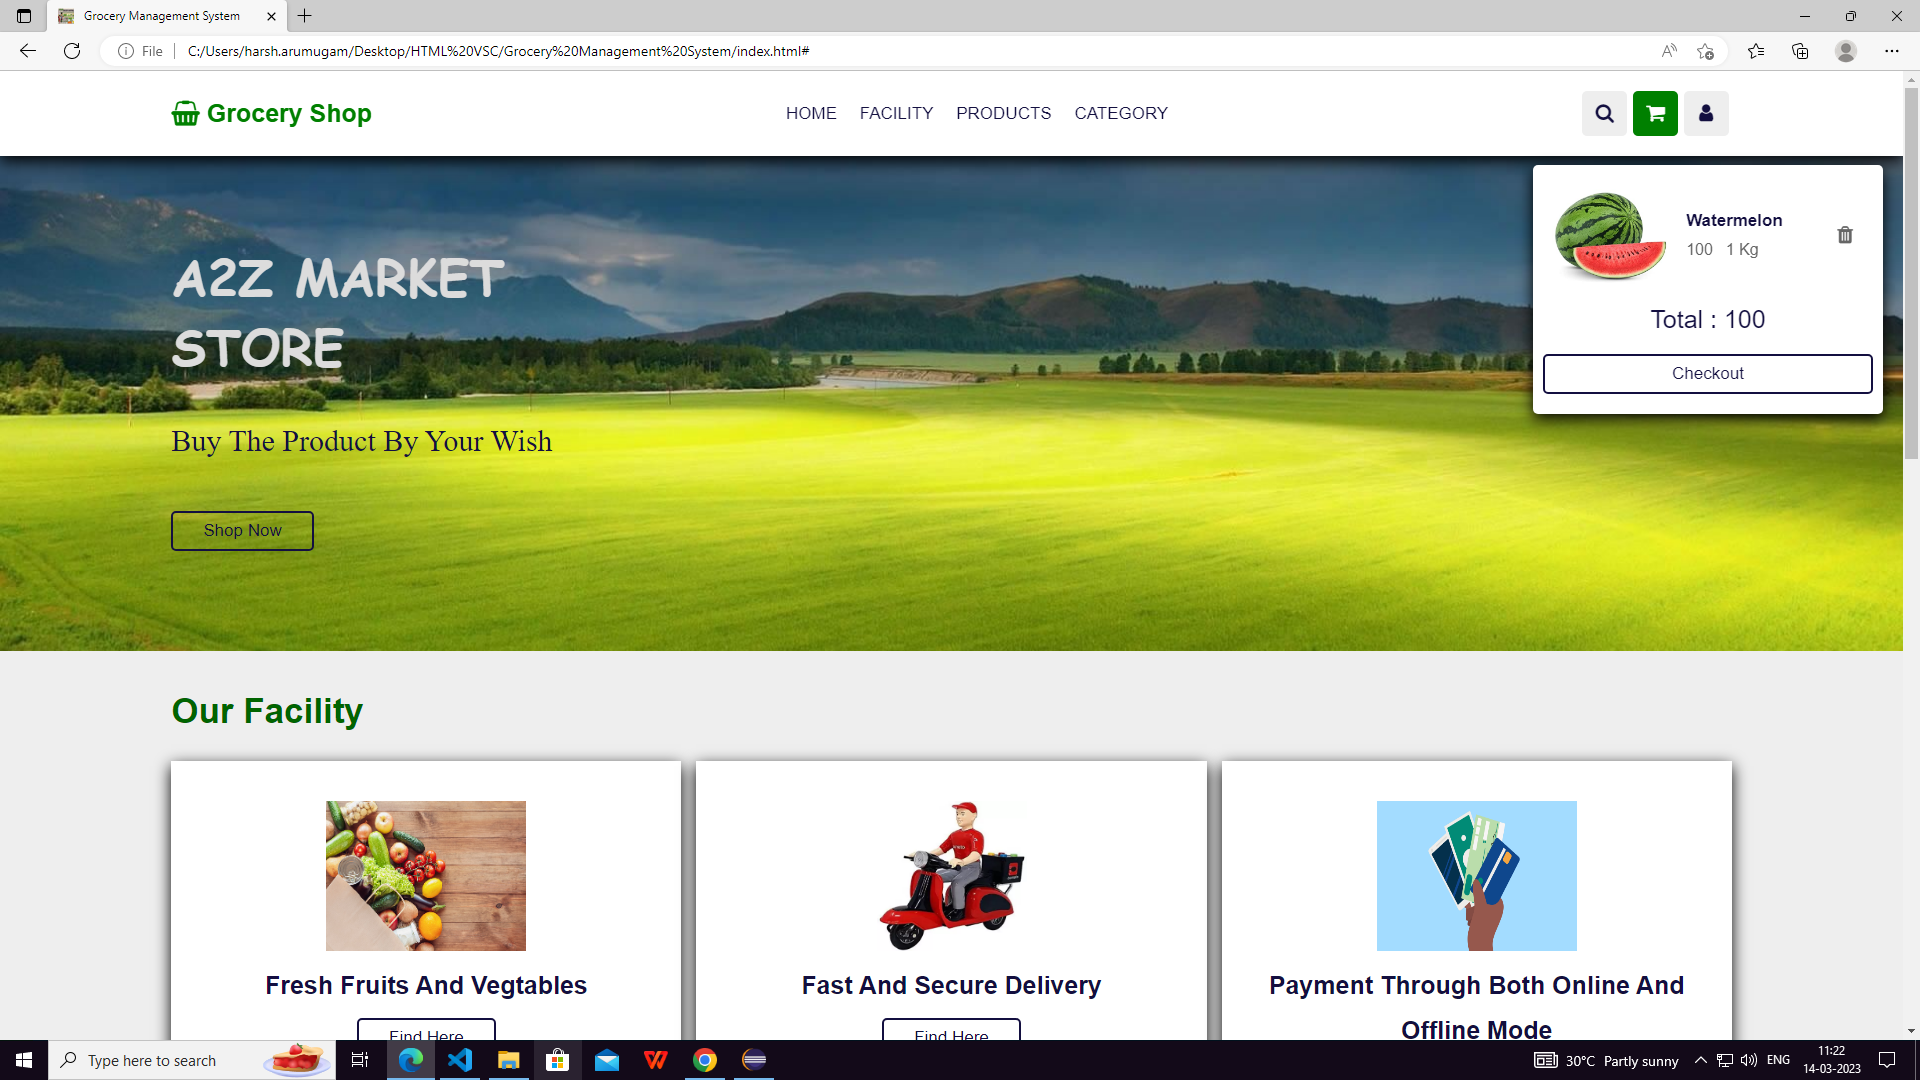 Grocery Management System
File
C:/Users/harsh.arumugam/Desktop/HTML%20VSC/Grocery%20Management%20System/index.html#
Grocery Shop
HOME FACILITY PRODUCTS CATEGORY
Watermelon
100 1 Kg
Total : 100
Checkout
A2Z MARKET
STORE
Buy The Product By Your Wish
Shop Now
Our Facility
Fresh Fruits And Vegtables
Find Here
Fast And Secure Delivery
Find Here
Payment Through Both Online And
Offline Mode
Type here to search
30°C Partly sunny
ENG
11:22
14-03-2023